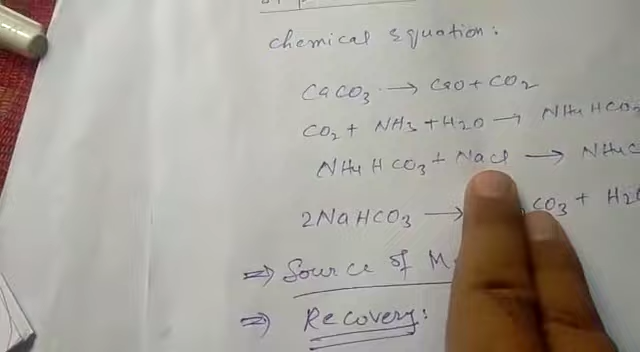 Chemical Equation:
CaCO3 → CaO + CO2
CO2 + NH3 + H2O → NH4HCO3
NH4HCO3 + NaCl → NH4C
2NaHCO3 → CO3 + H2O
⇒ Source of M
⇒ Recovery: